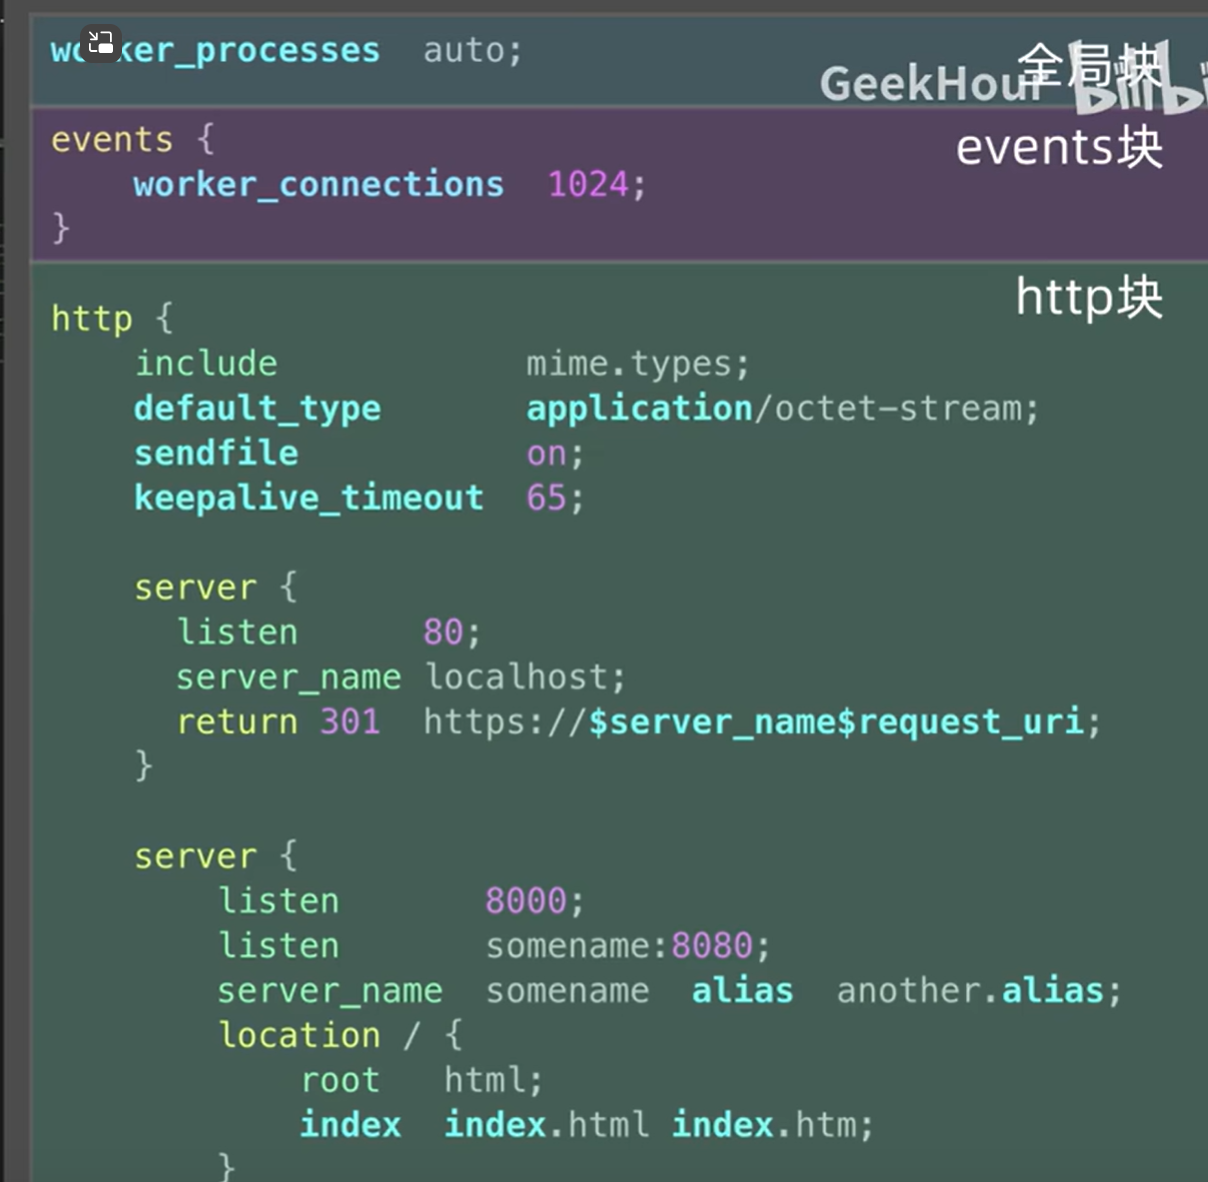 worker_processes  auto;
全局块
GeekHour
events {
events块
    worker_connections  1024;
}
http块
http {
    include            mime.types;
    default_type       application/octet-stream;
    sendfile           on;
    keepalive_timeout  65;
    server {
      listen      80;
      server_name localhost;
      return 301  https://$server_name$request_uri;
    }
    server {
        listen       8000;
        listen       somename:8080;
        server_name  somename  alias  another.alias;
        location / {
            root   html;
            index  index.html index.htm;
        }